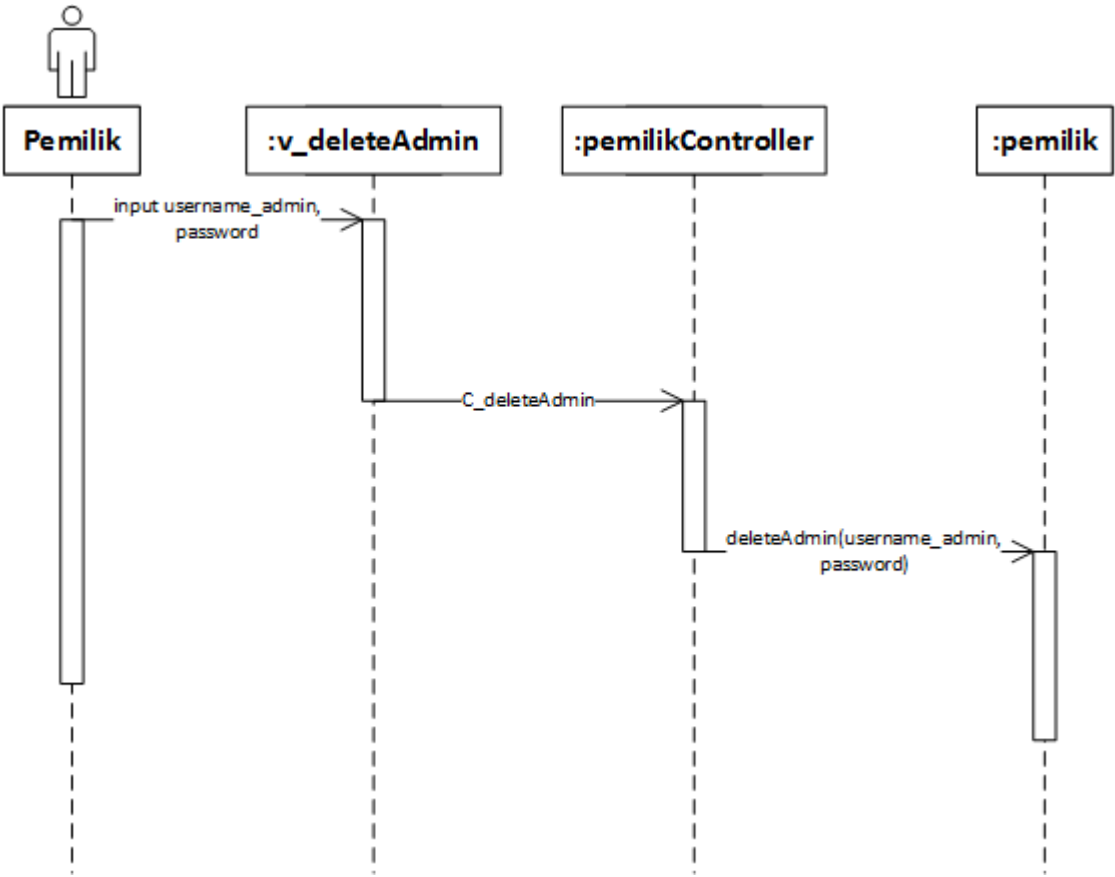 Pemilik
:v_deleteAdmin
:pemilikController
:pemilik
input username_admin,
password
C_deleteAdmin
deleteAdmin(username_admin,
password)